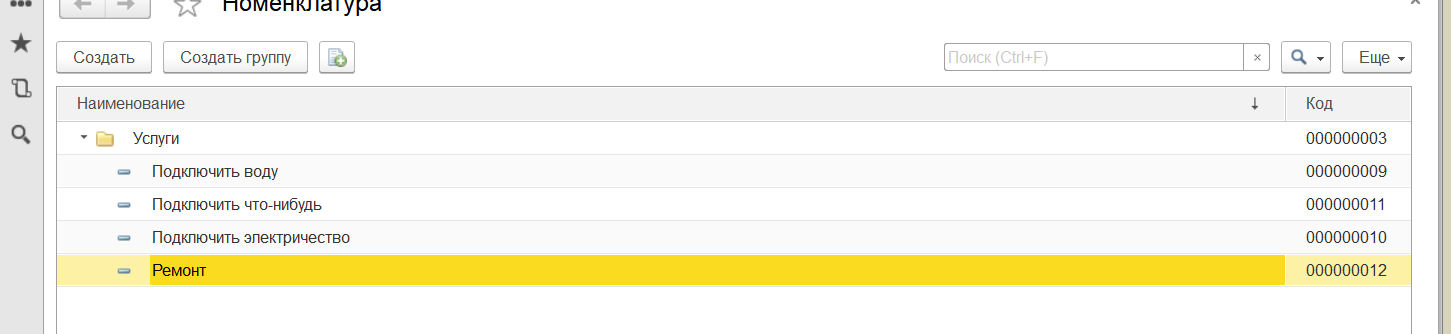 Номенклатура
Создать Создать группу Поиск (Ctrl+F) × Еще
Наименование ↓ Код
Услуги 000000003
Подключить воду 000000009
Подключить что-нибудь 000000011
Подключить электричество 000000010
Ремонт 000000012